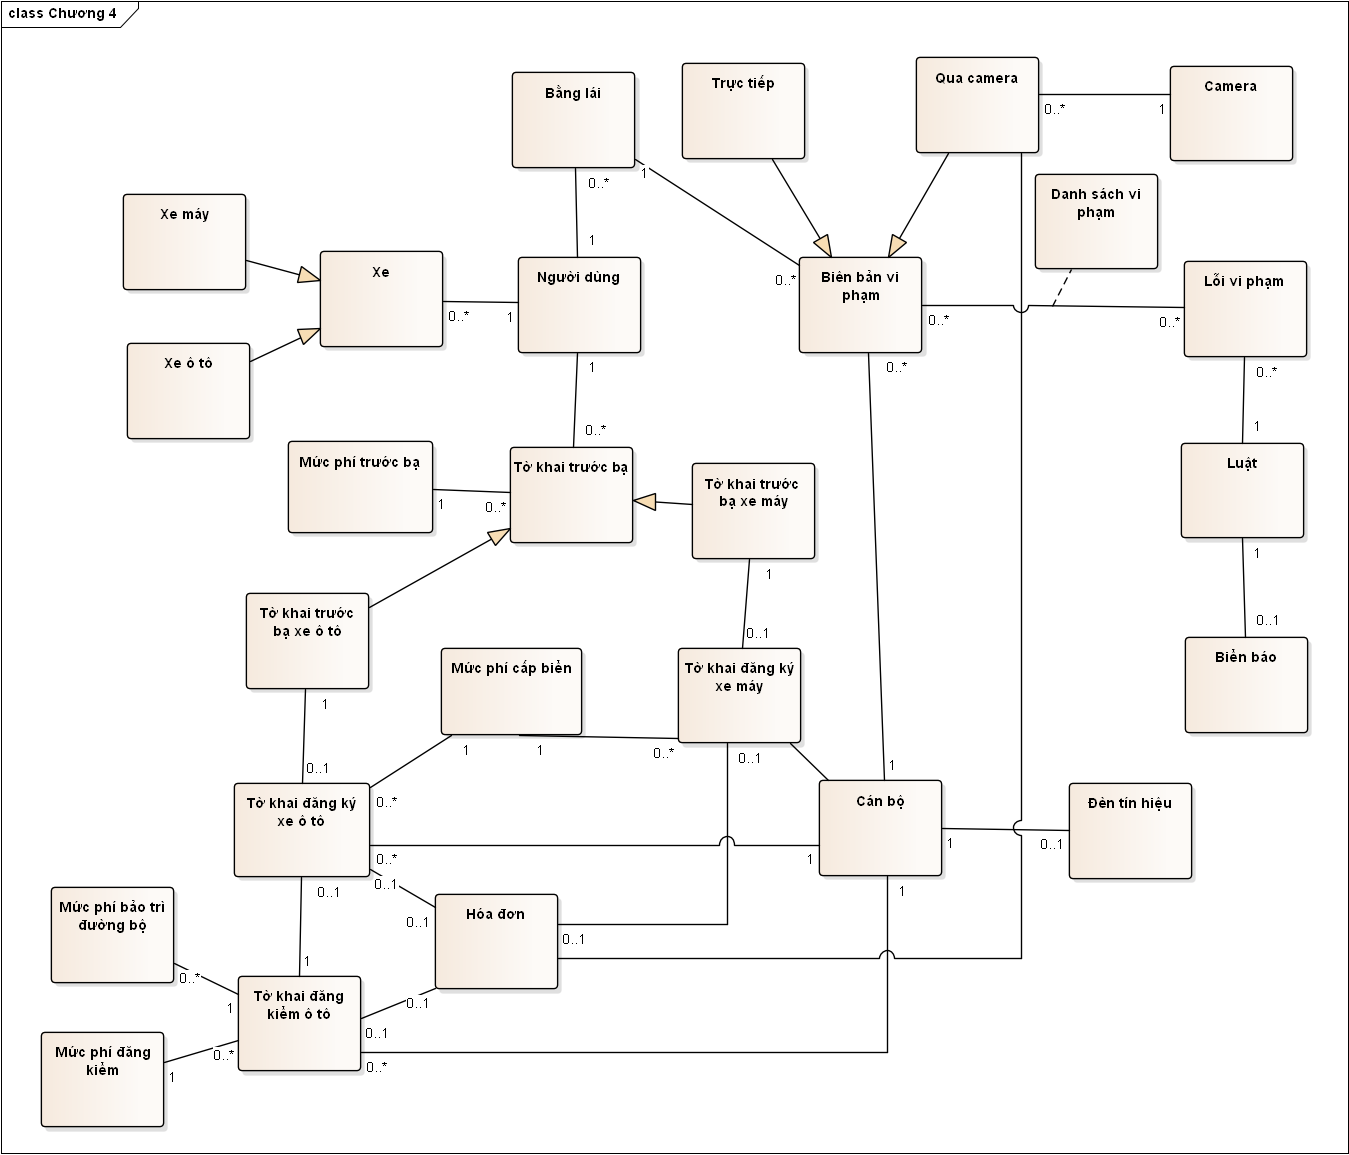 class Chương 4
Bằng lái
Trực tiếp
Qua camera
Camera
0..*
1
0..*
1
Danh sách vi
phạm
Xe máy
1
Xe
Người dùng
Biên bản vi
phạm
Lỗi vi phạm
0..*
0..*
1
0..*
0..*
Xe ô tô
1
0..*
0..*
0..*
1
Mức phí trước bạ
Tờ khai trước bạ
Tờ khai trước
bạ xe máy
Luật
1
0..*
1
1
Tờ khai trước
bạ xe ô tô
0..1
0..1
Mức phí cấp biển
Tờ khai đăng ký
xe máy
Biển báo
1
1
1
0..*
0..1
0..1
1
Tờ khai đăng ký
xe ô tô
0..*
Cán bộ
Đèn tín hiệu
0..*
1
1
0..1
0..1
0..1
1
Mức phí bảo trì
đường bộ
0..1
Hóa đơn
0..1
1
0..*
1
Tờ khai đăng
kiểm ô tô
0..1
0..1
Mức phí đăng
kiểm
0..*
1
0..*